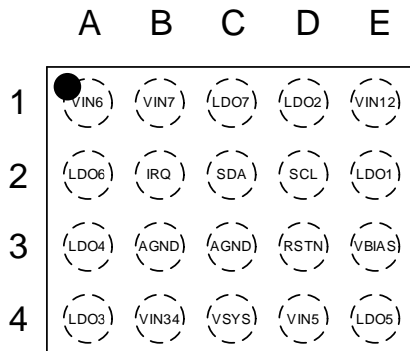 A B C D E
1 VIN6 VIN7 LDO7 LDO2 VIN12
2 LDO6 IRQ SDA SCL LDO1
3 LDO4 AGND AGND RSTN VBIAS
4 LDO3 VIN34 VSYS VIN5 LDO5